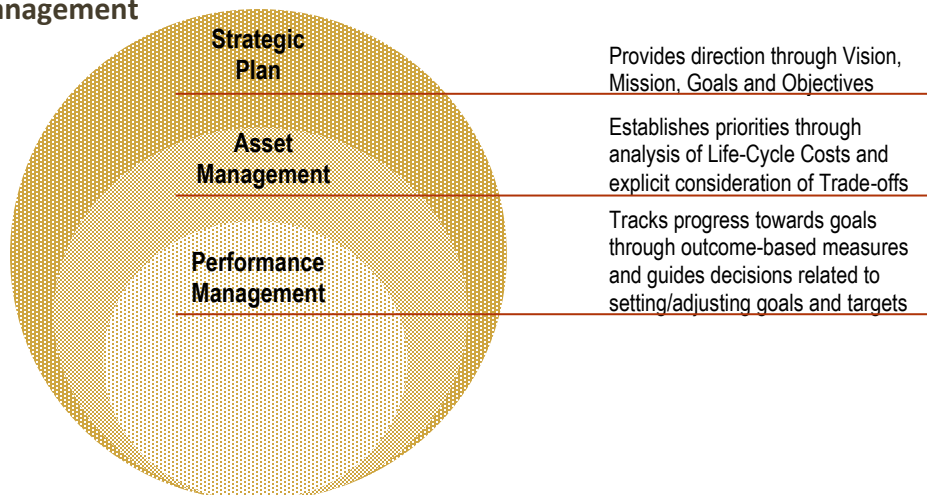 Strategic
Plan
Provides direction through Vision,
Mission, Goals and Objectives
Asset
Management
Establishes priorities through
analysis of Life-Cycle Costs and
explicit consideration of Trade-offs
Performance
Management
Tracks progress towards goals
through outcome-based measures
and guides decisions related to
setting/adjusting goals and targets